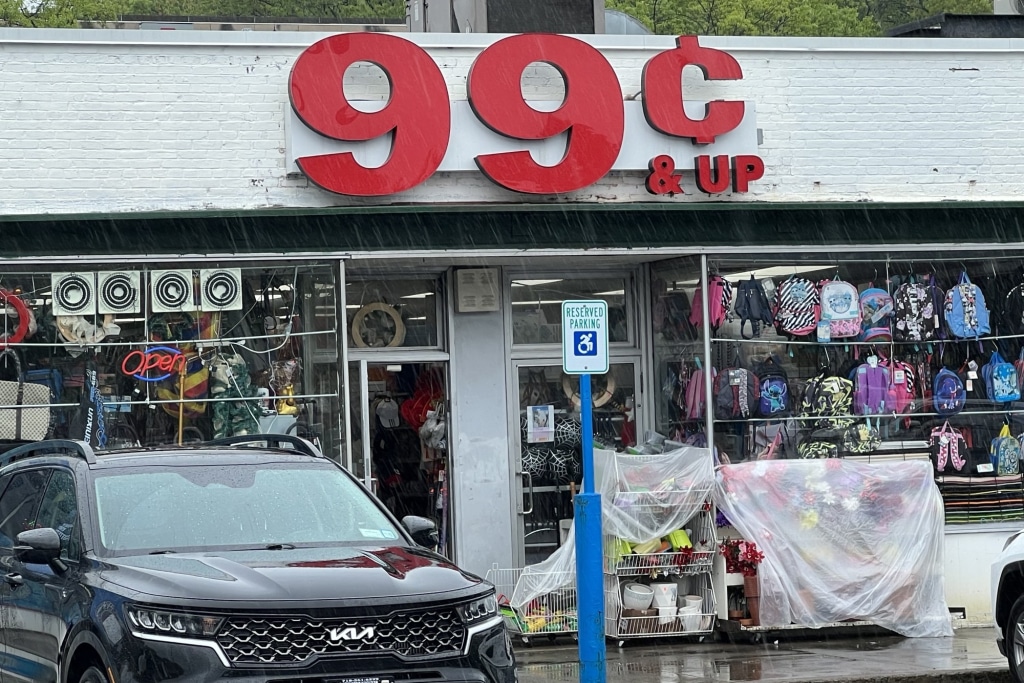 99¢
& UP
Open
RESERVED
PARKING
KIA